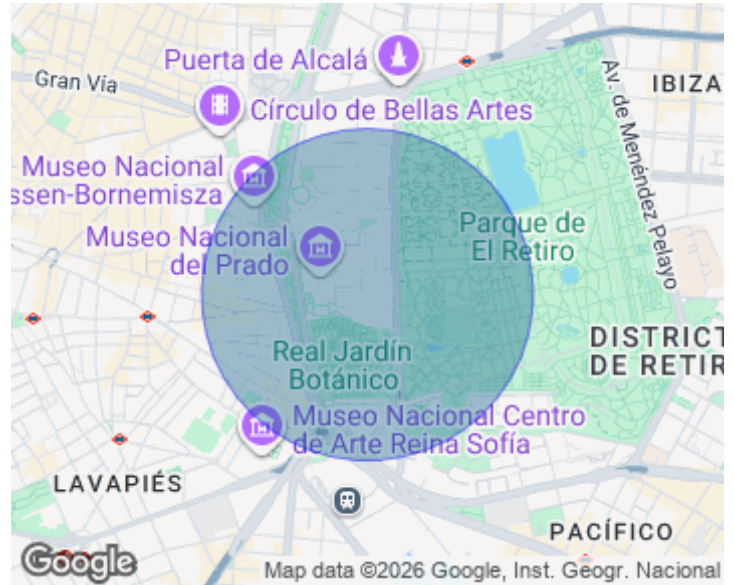 Puerta de Alcalá
Gran Vía
Círculo de Bellas Artes
IBIZA
Av. de Menéndez Pelayo
Museo Nacional
ssen-Bornemisza
Museo Nacional
del Prado
Parque de
El Retiro
DISTRICT
DE RETIR
Real Jardín
Botánico
Museo Nacional Centro
de Arte Reina Sofía
LAVAPIÉS
PACÍFICO
Google
Map data ©2026 Google, Inst. Geogr. Nacional